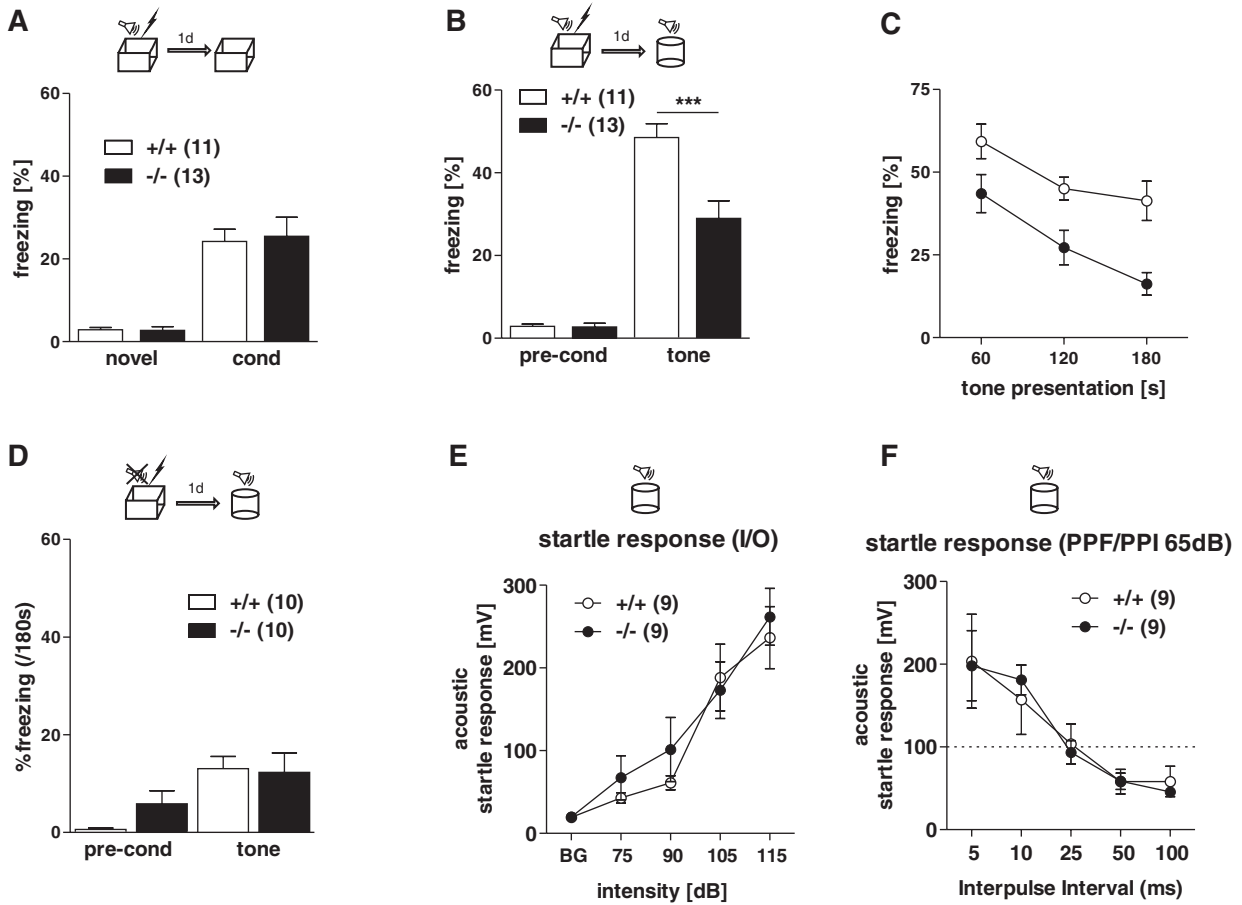 A
1d
60
40
20
0
freezing [%]
+/+ (11)
-/- (13)
novel cond
B
1d
60
40
20
0
freezing [%]
+/+ (11)
-/- (13)
***
pre-cond tone
C
75
50
25
0
freezing [%]
60 120 180
tone presentation [s]
D
1d
60
40
20
0
%freezing (/180s)
+/+ (10)
-/- (10)
pre-cond tone
E
startle response (I/O)
300
200
100
0
acoustic
startle response [mV]
+/+ (9)
-/- (9)
BG 75 90 105 115
intensity [dB]
F
startle response (PPF/PPI 65dB)
300
200
100
0
acoustic
startle response [mV]
+/+ (9)
-/- (9)
5 10 25 50 100
Interpulse Interval (ms)